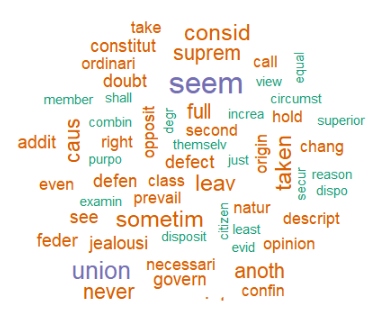 take
constitut consid
ordinari suprem
doubt call equal
seem view
member shall circumst
combin opposit degr full increa hold superior
addit caus right second
themselv origin taken chang
purpo defect just
even defen class leav secur reason
dispo
examin prevail
see sometim citizen natur descript
feder jealousi disposit least
evid opinion
union necessari anoth
govern
never confin